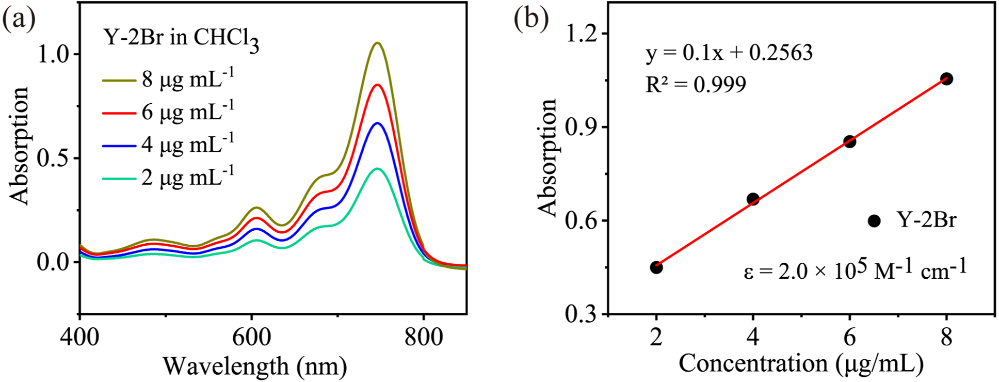 (a)
Y-2Br in CHCl3
8 μg mL-1
6 μg mL-1
4 μg mL-1
2 μg mL-1
1.0
0.5
0.0
Absorption
400 600 800
Wavelength (nm)
(b)
y = 0.1x + 0.2563
R² = 0.999
Y-2Br
ε = 2.0 × 105 M-1 cm-1
1.2
0.9
0.6
0.3
Absorption
2 4 6 8
Concentration (μg/mL)